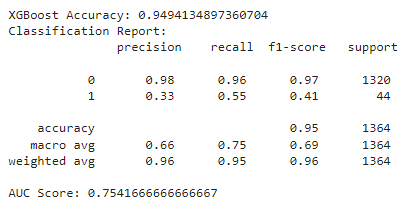 XGBoost Accuracy: 0.9494134897360704
Classification Report:
precision recall f1-score support
0 0.98 0.96 0.97 1320
1 0.33 0.55 0.41 44
accuracy 0.95 1364
macro avg 0.66 0.75 0.69 1364
weighted avg 0.96 0.95 0.96 1364
AUC Score: 0.7541666666666667